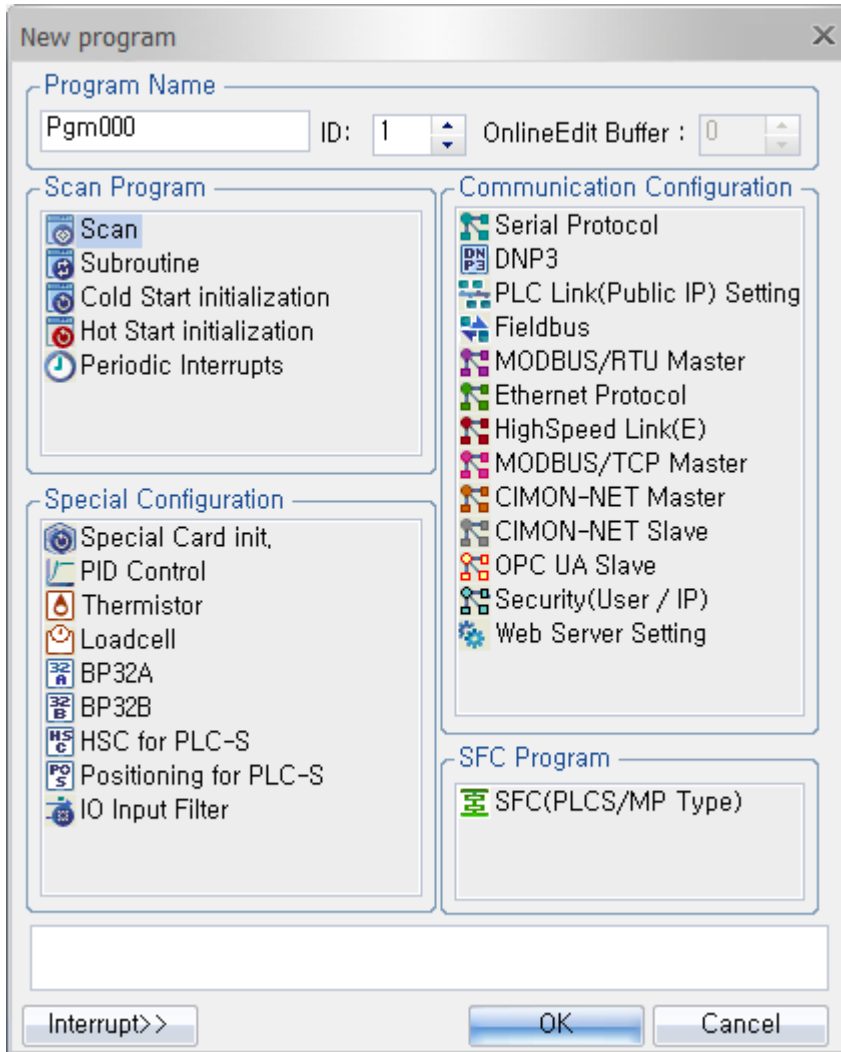 New program
Program Name
Pgm000 ID: 1 OnlineEdit Buffer : 0
Scan Program
Scan
Subroutine
Cold Start initialization
Hot Start initialization
Periodic Interrupts
Communication Configuration
Serial Protocol
DNP3
PLC Link(Public IP) Setting
Fieldbus
MODBUS/RTU Master
Ethernet Protocol
HighSpeed Link(E)
MODBUS/TCP Master
CIMON-NET Master
CIMON-NET Slave
OPC UA Slave
Security(User / IP)
Web Server Setting
Special Configuration
Special Card init,
PID Control
Thermistor
Loadcell
BP32A
BP32B
HSC for PLC-S
Positioning for PLC-S
IO Input Filter
SFC Program
SFC(PLCS/MP Type)
Interrupt>> OK Cancel